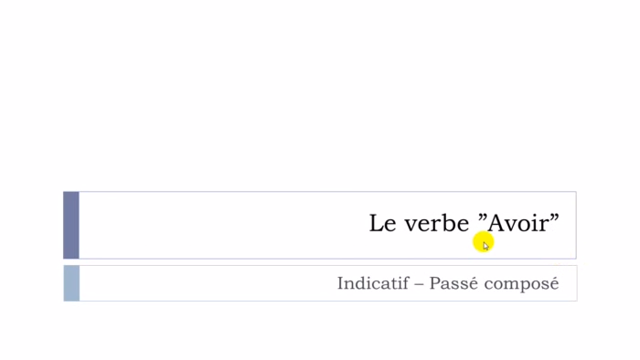 Le verbe ”Avoir”
Indicatif – Passé composé